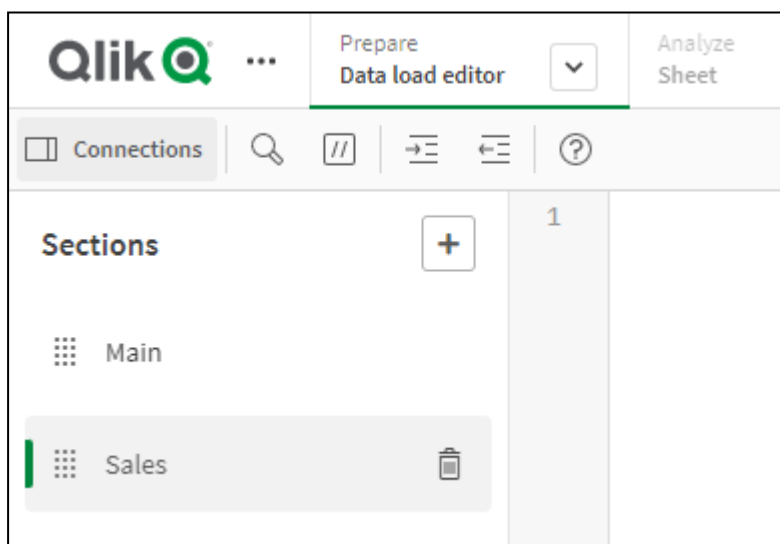 Qlik
Prepare
Data load editor
Analyze
Sheet
Connections
//
?
Sections
+
1
Main
Sales